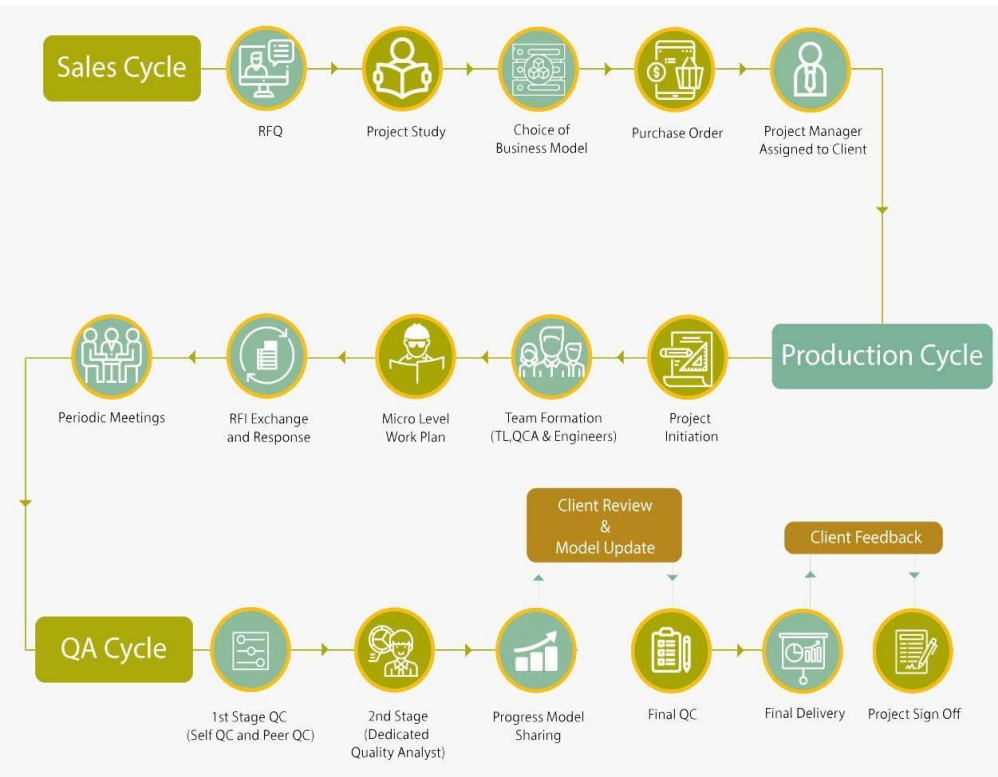 Sales Cycle
RFQ
Project Study
Choice of
Business Model
Purchase Order
Project Manager
Assigned to Client
Production Cycle
Project
Initiation
Team Formation
(TL,QCA & Engineers)
Micro Level
Work Plan
RFI Exchange
and Response
Periodic Meetings
QA Cycle
1st Stage QC
(Self QC and Peer QC)
2nd Stage
(Dedicated
Quality Analyst)
Progress Model
Sharing
Client Review
&
Model Update
Final QC
Final Delivery
Client Feedback
Project Sign Off